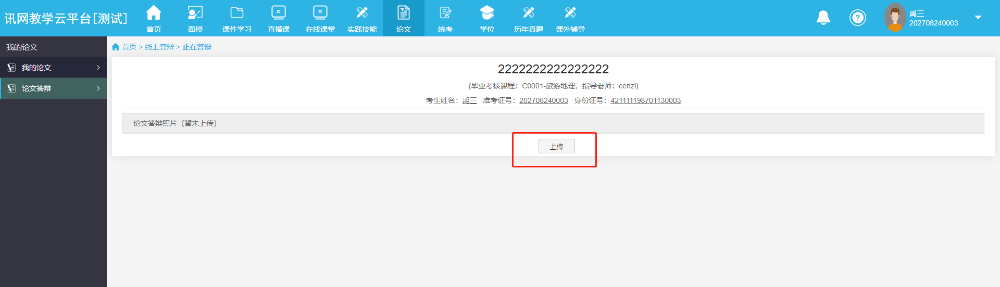 讯网教学云平台[测试]
首页 面授 课件学习 直播课 在线课堂 实践技能 论文 统考 学位 历年真题 课外辅导
?
禹三
202708240003
我的论文
我的论文
论文答辩
首页 > 线上答辩 > 正在答辩
2222222222222222
(毕业考核课程：C0001-旅游地理，指导老师：cenzi)
考生姓名：禹三 准考证号：202708240003 身份证号：421111198701130003
论文答辩照片（暂未上传）
上传